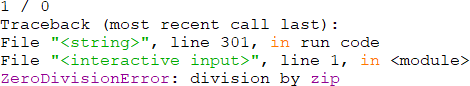 1 / 0
Traceback (most recent call last):
File "<string>", line 301, in run code
File "<interactive input>", line 1, in <module>
ZeroDivisionError: division by zip